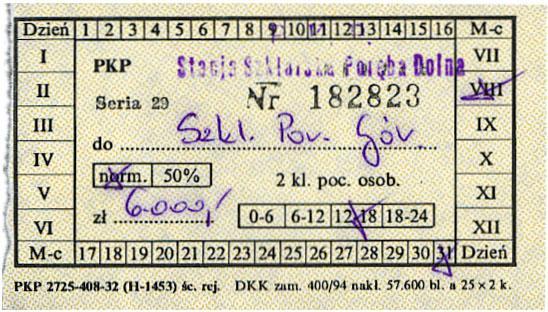 Dzień 1 2 3 4 5 6 7 8 9 10 11 12 13 14 15 16 M-c
I PKP Stacja Szklarska Poręba Dolna VII
II Seria 29 Nr 182823 VIII
III do Szkl. Por. Gór. IX
IV norm. 50% 2 kl. poc. osob. X
V zł 6.000,- 0-6 6-12 12-18 18-24 XI
VI XII
M-c 17 18 19 20 21 22 23 24 25 26 27 28 29 30 31 Dzień
PKP 2725-408-32 (H-1453) śc. rej. DKK zam. 400/94 nakł. 57.600 bl. a 25 × 2 k.